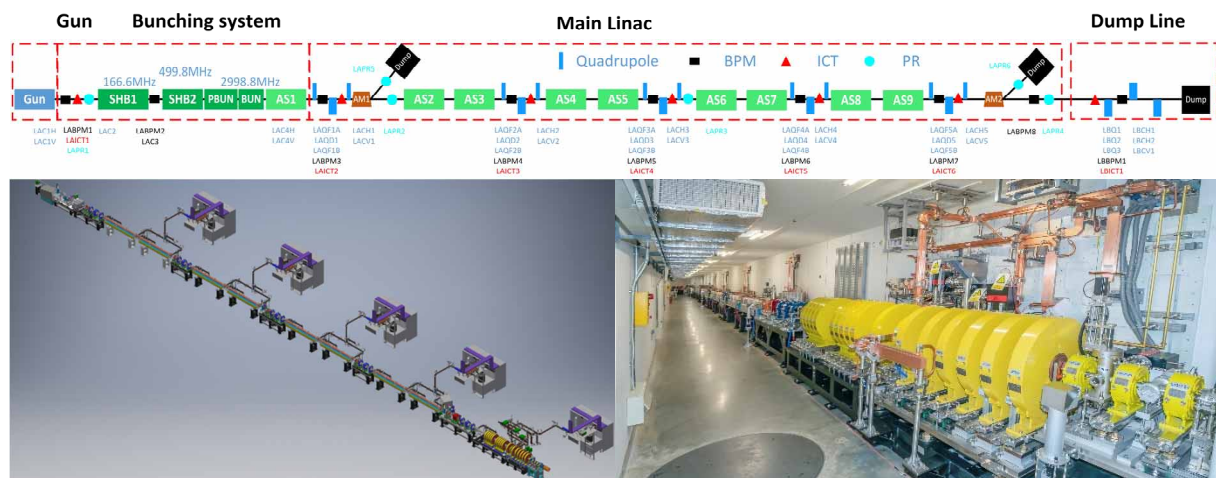 Gun Bunching system Main Linac Dump Line
499.8MHz
166.6MHz 2998.8MHz
LAPR5 Dump Quadrupole BPM ICT PR LAPR6 Dump
Gun SHB1 SHB2 PBUN BUN AS1 AM1 AS2 AS3 AS4 AS5 AS6 AS7 AS8 AS9 AM2 Dump
LAC1H LABPM1 LAC2 LABPM2 LAC4H LAQF1A LACH1 LAPR2 LAQF2A LACH2 LAQF3A LACH3 LAPR3 LAQF4A LACH4 LAQF5A LACH5 LABPM8 LAPR4 LBQ1 LBCH1
LAC1V LAICT1 LAC3 LAC4V LAQD1 LACV1 LAQD2 LACV2 LAQD3 LACV3 LAQD4 LACV4 LAQD5 LACV5 LBQ2 LBCH2
LAPR1 LAQF1B LAQF2B LAQF3B LAQF4B LAQF5B LBQ3 LBCV1
LABPM3 LABPM4 LABPM5 LABPM6 LABPM7 LBBPM1
LAICT2 LAICT3 LAICT4 LAICT5 LAICT6 LBICT1